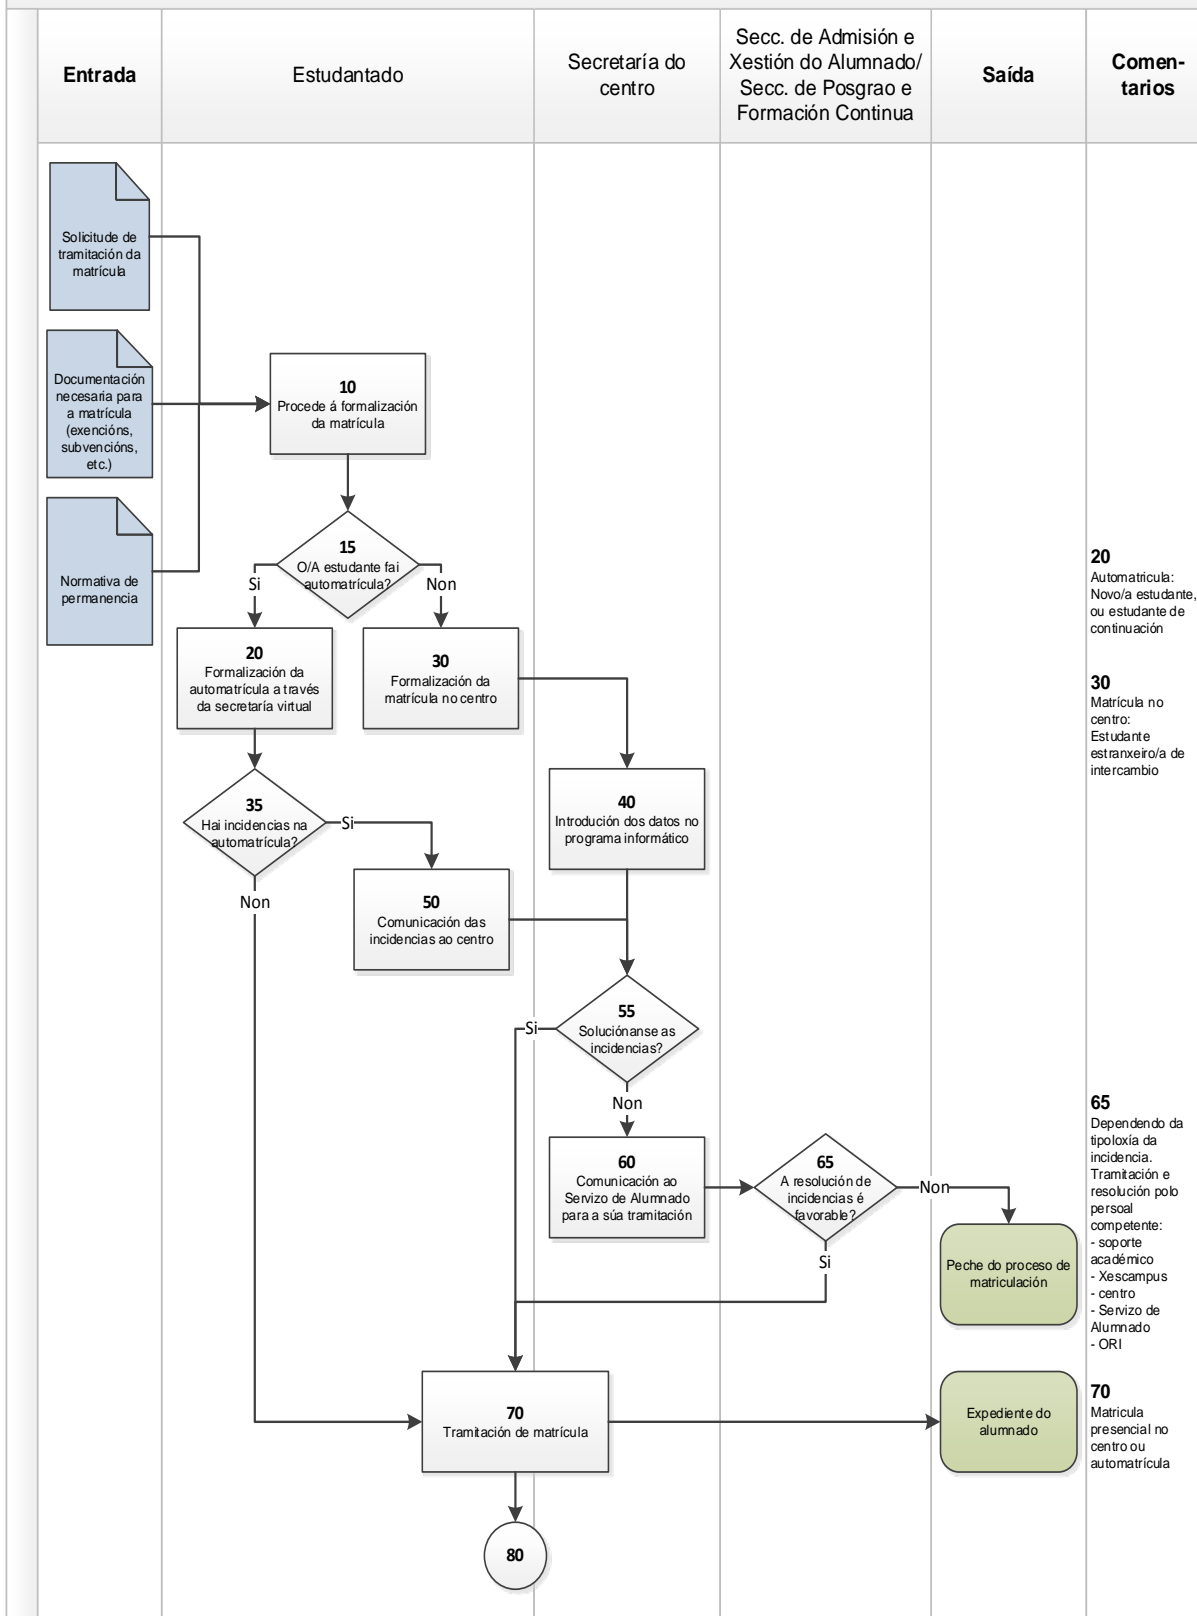 Entrada
Estudantado
Secretaría do
centro
Secc. de Admisión e
Xestión do Alumnado/
Secc. de Posgrao e
Formación Continua
Saída
Comen-
tarios
Solicitude de
tramitación da
matrícula
Documentación
necesaria para
a matrícula
(exencións,
subvencións,
etc.)
Normativa de
permanencia
10
Procede á formalización
da matrícula
15
O/A estudante fai
automatrícula?
Si
Non
20
Formalización da
automatrícula a través
da secretaría virtual
30
Formalización da
matrícula no centro
35
Hai incidencias na
automatrícula?
Si
Non
40
Introdución dos datos no
programa informático
50
Comunicación das
incidencias ao centro
55
Soluciónanse as
incidencias?
Si
Non
60
Comunicación ao
Servizo de Alumnado
para a súa tramitación
65
A resolución de
incidencias é
favorable?
Non
Si
Peche do proceso de
matriculación
70
Tramitación de matrícula
Expediente do
alumnado
80
20
Automatricula:
Novo/a estudante,
ou estudante de
continuación
30
Matrícula no
centro:
Estudante
estranxeiro/a de
intercambio
65
Dependendo da
tipoloxía da
incidencia.
Tramitación e
resolución polo
persoal
competente:
- soporte
académico
- Xescampus
- centro
- Servizo de
Alumnado
- ORI
70
Matricula
presencial no
centro ou
automatrícula